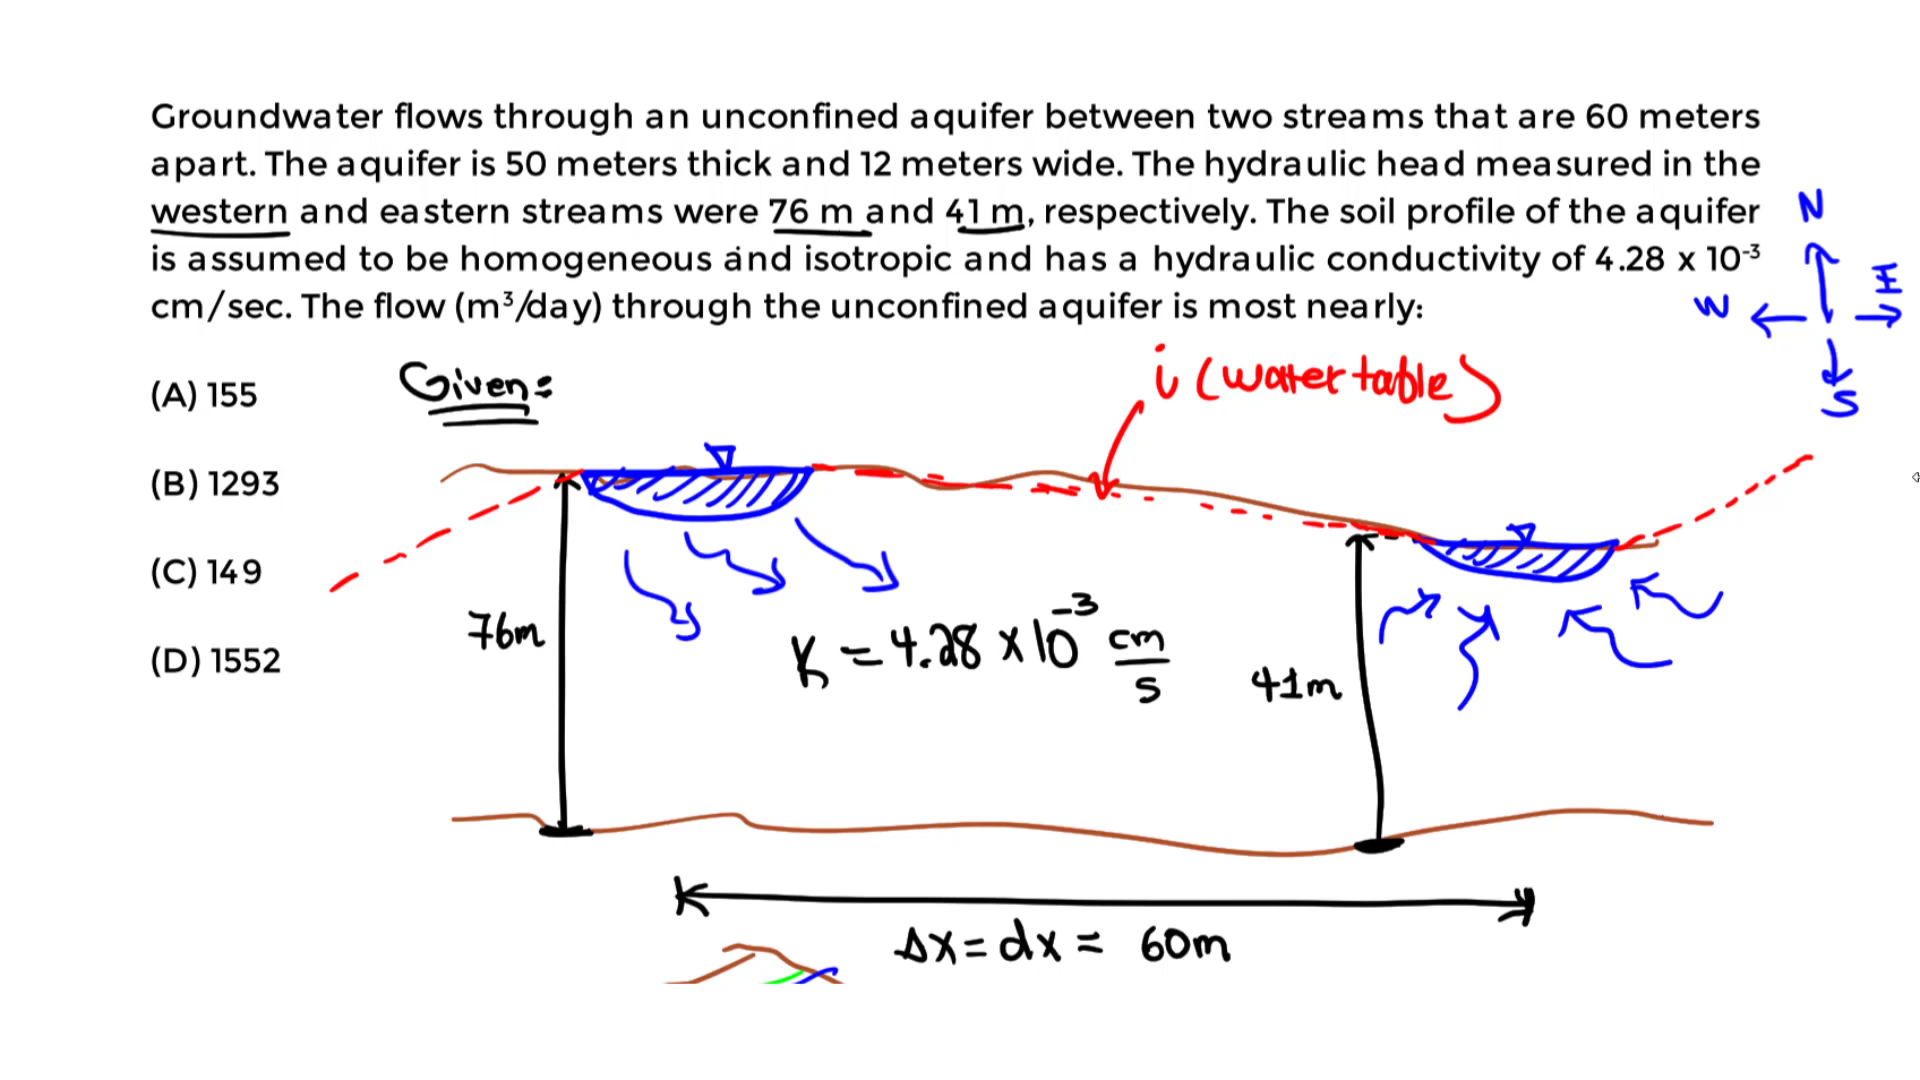 Groundwater flows through an unconfined aquifer between two streams that are 60 meters
apart. The aquifer is 50 meters thick and 12 meters wide. The hydraulic head measured in the
western and eastern streams were 76 m and 41 m, respectively. The soil profile of the aquifer
is assumed to be homogeneous and isotropic and has a hydraulic conductivity of 4.28 x 10⁻³
cm/sec. The flow (m³/day) through the unconfined aquifer is most nearly:
N
W E
S
(A) 155
Given:
i (water table)
(B) 1293
(C) 149
(D) 1552
76m
K = 4.28 x 10⁻³ cm/s
41m
Δx = dx = 60m